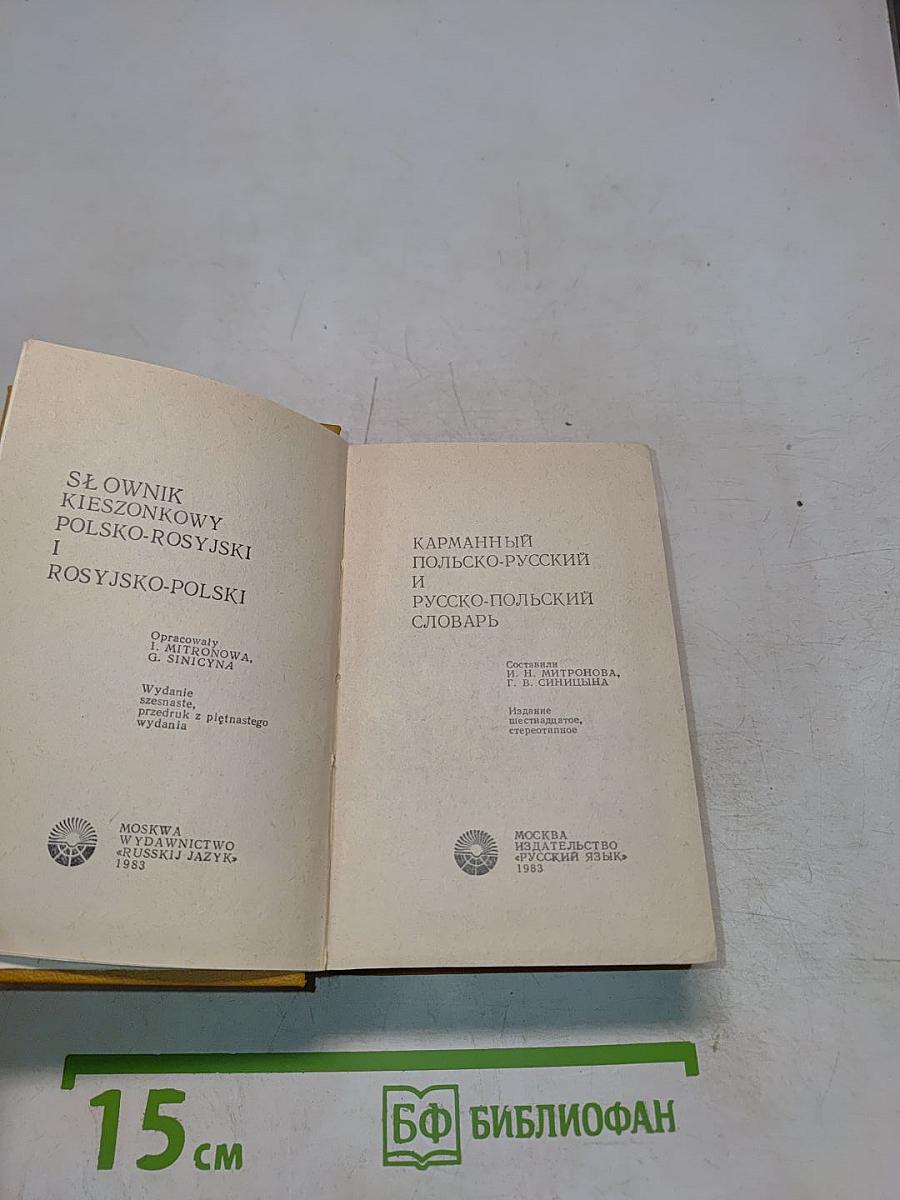 SŁOWNIK
KIESZONKOWY
POLSKO-ROSYJSKI
I
ROSYJSKO-POLSKI
Opracowały
I. MITRONOWA,
G. SINICYNA
Wydanie
szesnaste,
przedruk z piętnastego
wydania
MOSKWA
WYDAWNICTWO
«RUSSKIJ JAZYK»
1983
КАРМАННЫЙ
ПОЛЬСКО-РУССКИЙ
И
РУССКО-ПОЛЬСКИЙ
СЛОВАРЬ
Составили
И. Н. МИТРОНОВА,
Г. В. СИНИЦЫНА
Издание
шестнадцатое,
стереотипное
МОСКВА
ИЗДАТЕЛЬСТВО
«РУССКИЙ ЯЗЫК»
1983
15 см
БФ БИБЛИОФАН